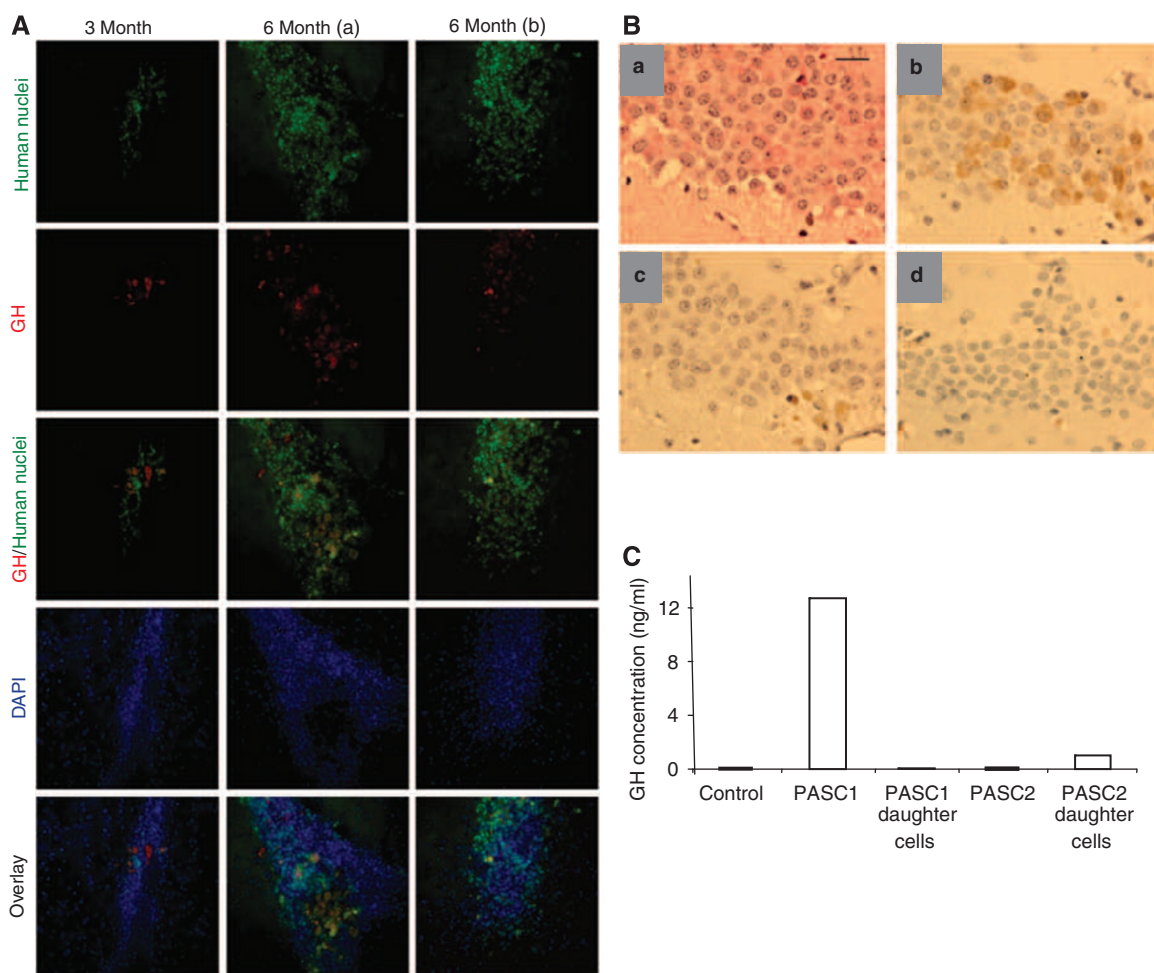 A
3 Month
6 Month (a)
6 Month (b)
Human nuclei
GH
GH/Human nuclei
DAPI
Overlay
B
a
b
c
d
C
GH concentration (ng/ml)
12
8
4
0
Control
PASC1
PASC1
daughter
cells
PASC2
PASC2
daughter
cells